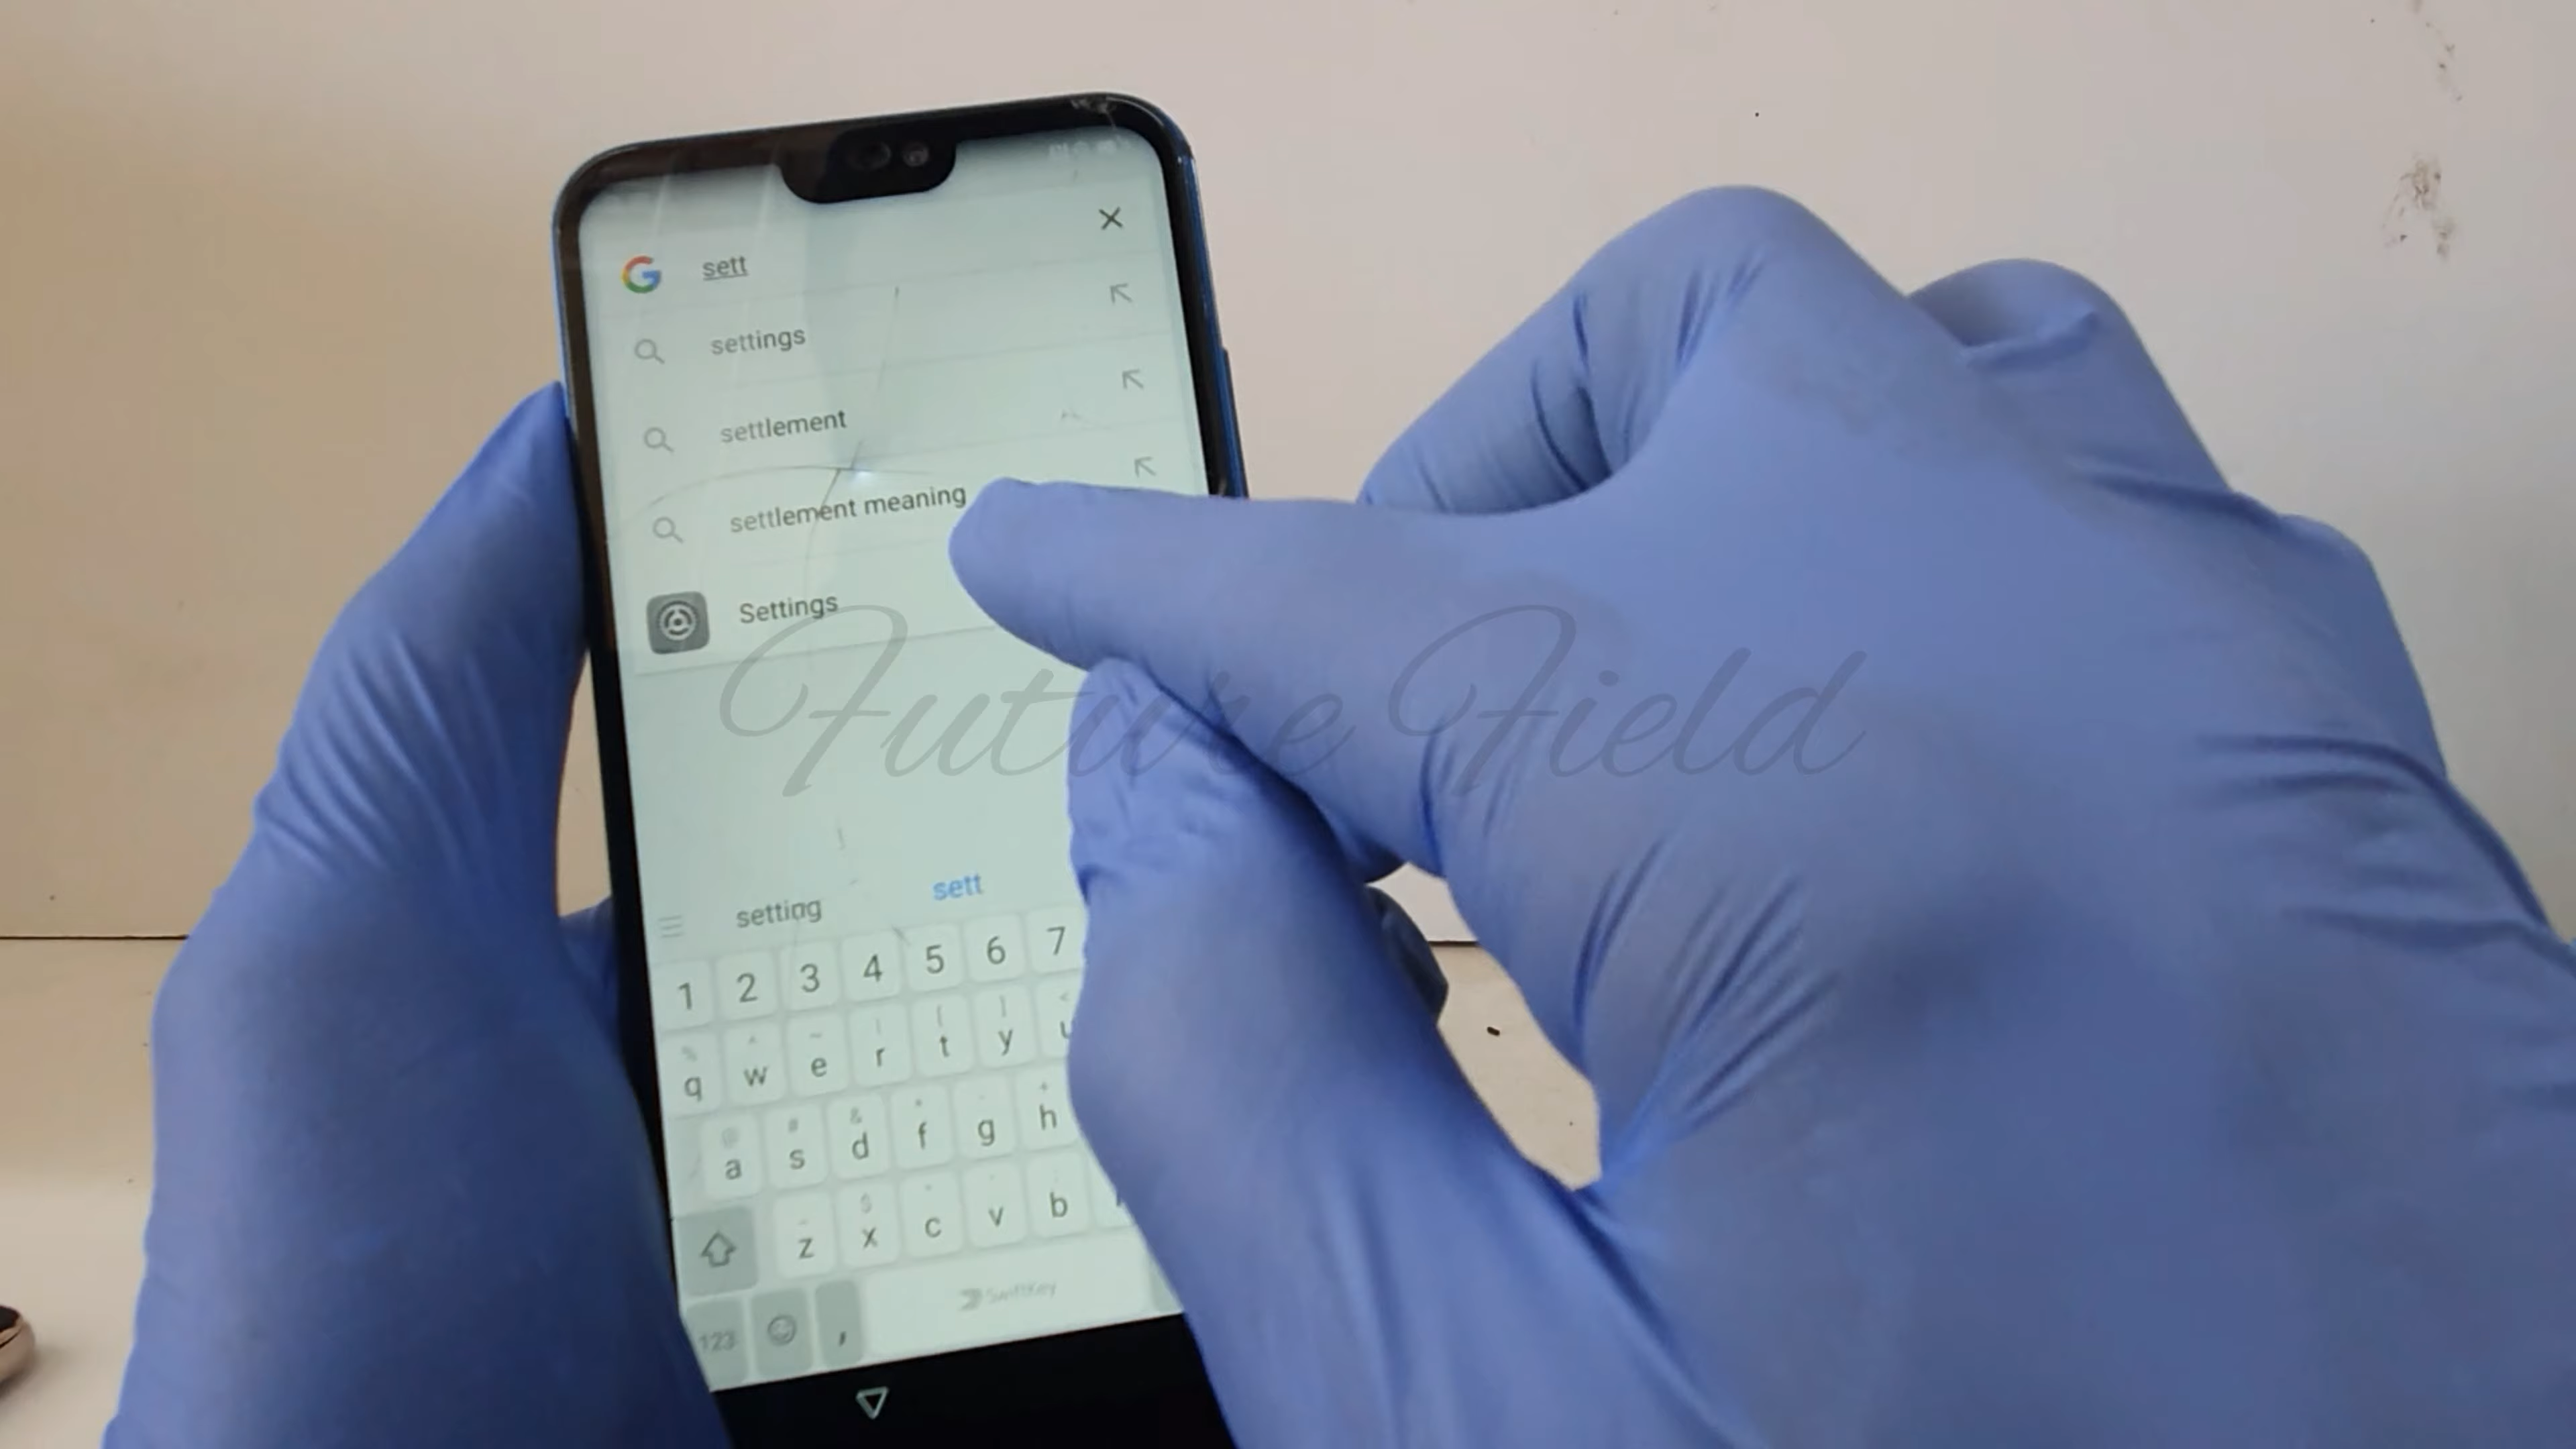 G sett
settings
settlement
settlement meaning
Settings
Future Field
setting sett
1 2 3 4 5 6 7
q w e r t y u
@ # & * - +
a s d f g h
$
z x c v b
123 , SwiftKey